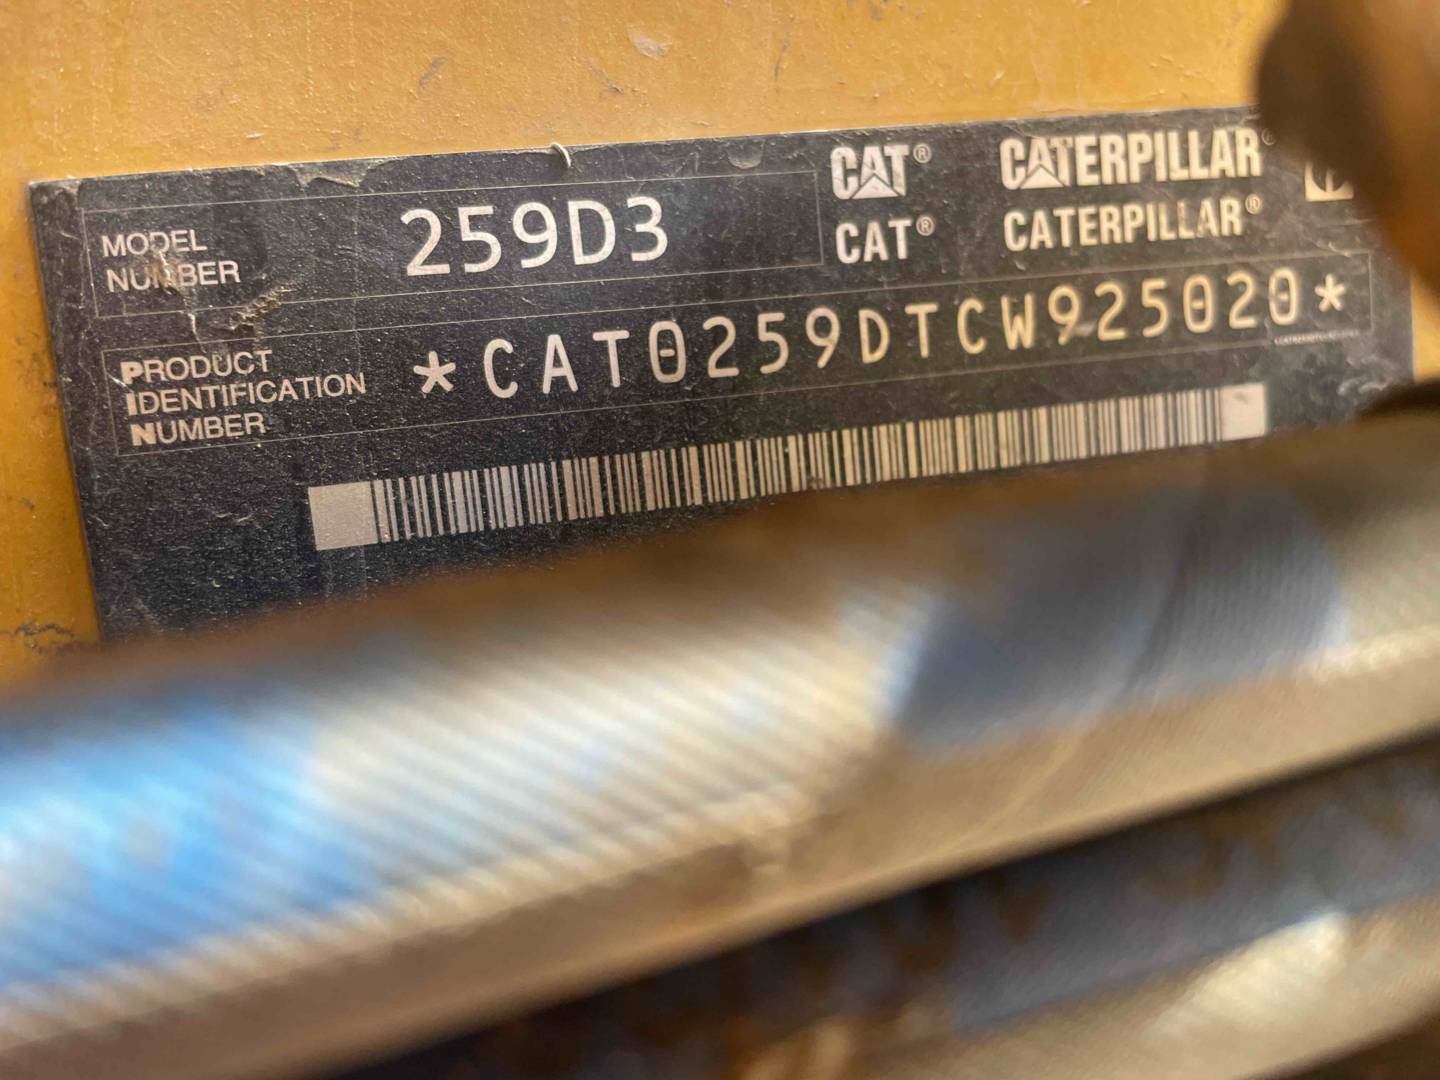 MODEL
NUMBER
259D3
CAT® CATERPILLAR®
CAT® CATERPILLAR®
PRODUCT
IDENTIFICATION
NUMBER
*CAT0259DTCW925020*